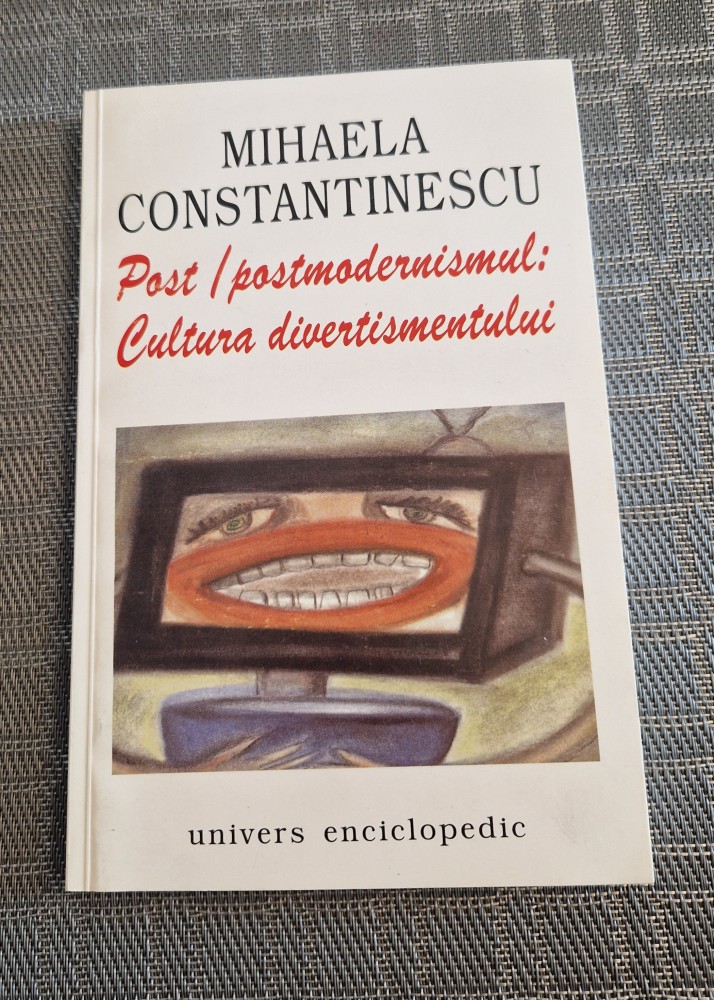 MIHAELA
CONSTANTINESCU
Post / postmodernismul:
Cultura divertismentului
univers enciclopedic